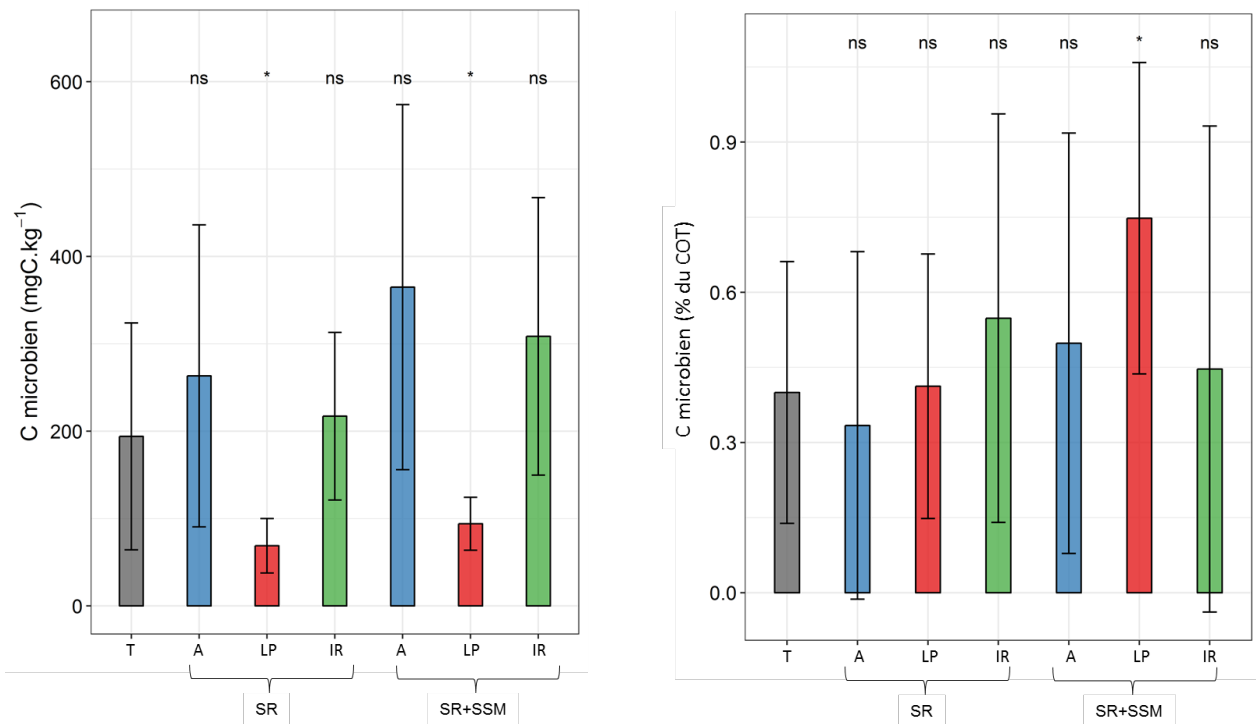 C microbien (mgC.kg⁻¹)
600
400
200
0
ns * ns ns * ns
T A LP IR A LP IR
SR SR+SSM
C microbien (% du COT)
0.9
0.6
0.3
0.0
ns ns ns ns * ns
T A LP IR A LP IR
SR SR+SSM